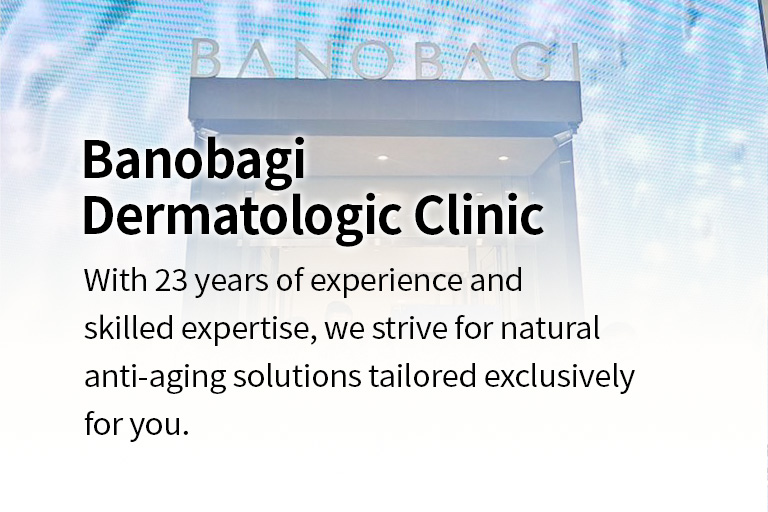 BANOBAGI
Banobagi
Dermatologic Clinic
With 23 years of experience and
skilled expertise, we strive for natural
anti-aging solutions tailored exclusively
for you.